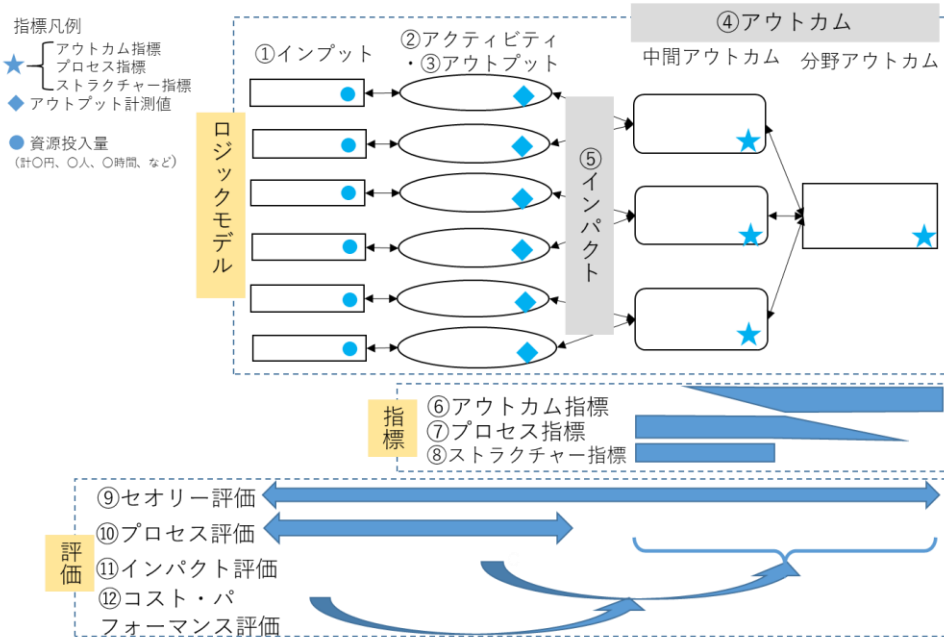 指標凡例
アウトカム指標
プロセス指標
ストラクチャー指標
アウトプット計測値
資源投入量
(計〇円、〇人、〇時間、など)
④アウトカム
①インプット
②アクティビティ
・③アウトプット
中間アウトカム
分野アウトカム
ロジックモデル
⑤インパクト
指標
⑥アウトカム指標
⑦プロセス指標
⑧ストラクチャー指標
評価
⑨セオリー評価
⑩プロセス評価
⑪インパクト評価
⑫コスト・パ
フォーマンス評価